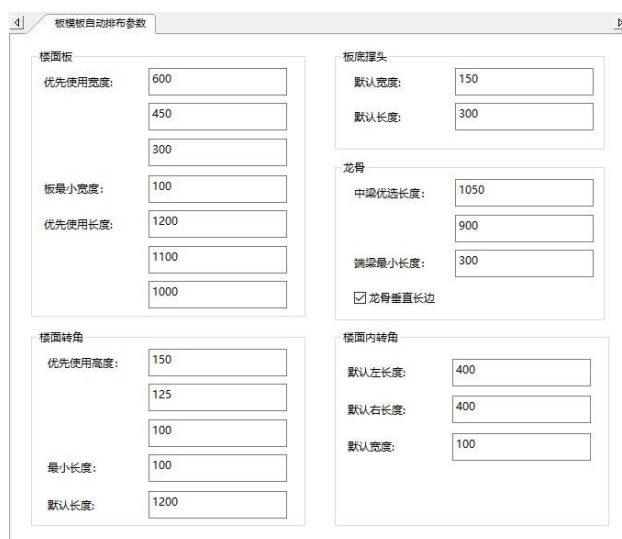 板模板自动排布参数
楼面板
优先使用宽度: 600
450
300
板最小宽度: 100
优先使用长度: 1200
1100
1000
板底撑头
默认宽度: 150
默认长度: 300
龙骨
中梁优选长度: 1050
900
端梁最小长度: 300
龙骨垂直长边
楼面转角
优先使用高度: 150
125
100
最小长度: 100
默认长度: 1200
楼面内转角
默认左长度: 400
默认右长度: 400
默认宽度: 100